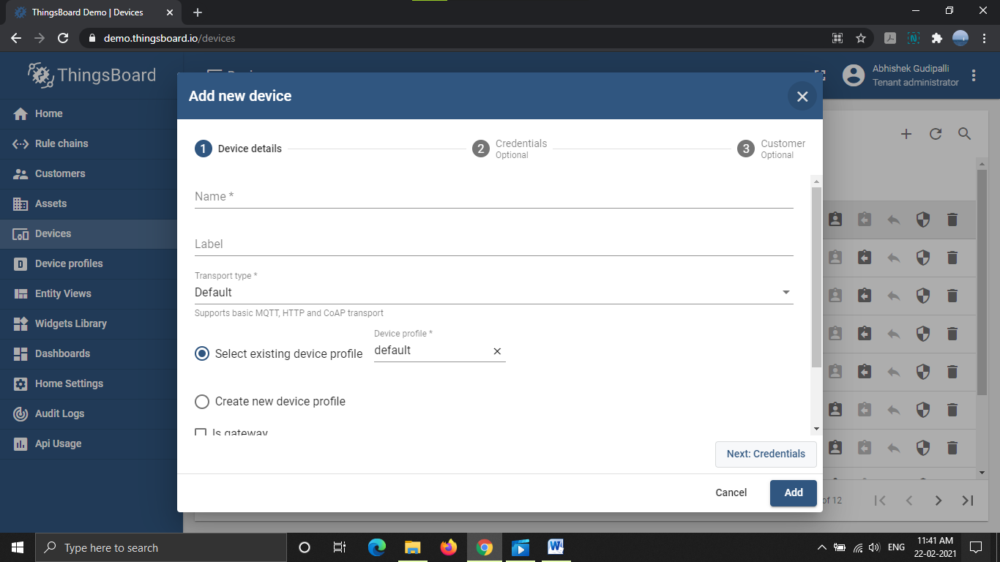 ThingsBoard Demo | Devices
demo.thingsboard.io/devices
ThingsBoard
Abhishek Gudipalli
Tenant administrator
Home
Rule chains
Customers
Assets
Devices
Device profiles
Entity Views
Widgets Library
Dashboards
Home Settings
Audit Logs
Api Usage
Add new device
1 Device details
2 Credentials
Optional
3 Customer
Optional
Name *
Label
Transport type *
Default
Supports basic MQTT, HTTP and CoAP transport
Select existing device profile
Device profile *
default
Create new device profile
Is gateway
Next: Credentials
Cancel
Add
of 12
Type here to search
ENG
11:41 AM
22-02-2021